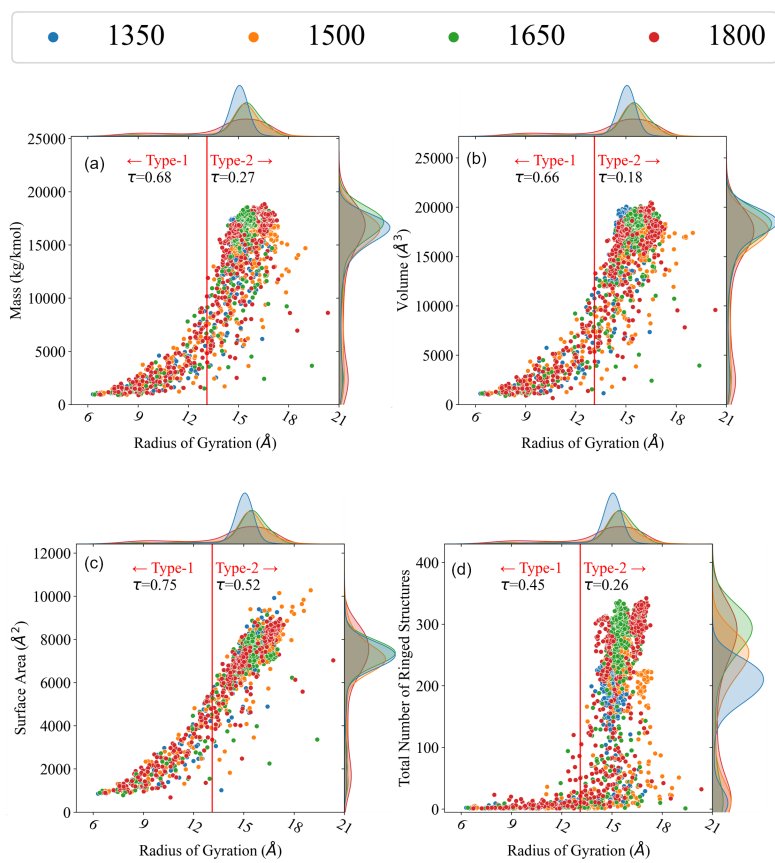 1350 1500 1650 1800
(a)
← Type-1 Type-2 →
τ=0.68 τ=0.27
25000
20000
15000
10000
5000
0
Mass (kg/kmol)
6 9 12 15 18 21
Radius of Gyration (Å)
(b)
← Type-1 Type-2 →
τ=0.66 τ=0.18
25000
20000
15000
10000
5000
0
Volume (Å³)
6 9 12 15 18 21
Radius of Gyration (Å)
(c)
← Type-1 Type-2 →
τ=0.75 τ=0.52
12000
10000
8000
6000
4000
2000
0
Surface Area (Å²)
6 9 12 15 18 21
Radius of Gyration (Å)
(d)
← Type-1 Type-2 →
τ=0.45 τ=0.26
400
300
200
100
0
Total Number of Ringed Structures
6 9 12 15 18 21
Radius of Gyration (Å)